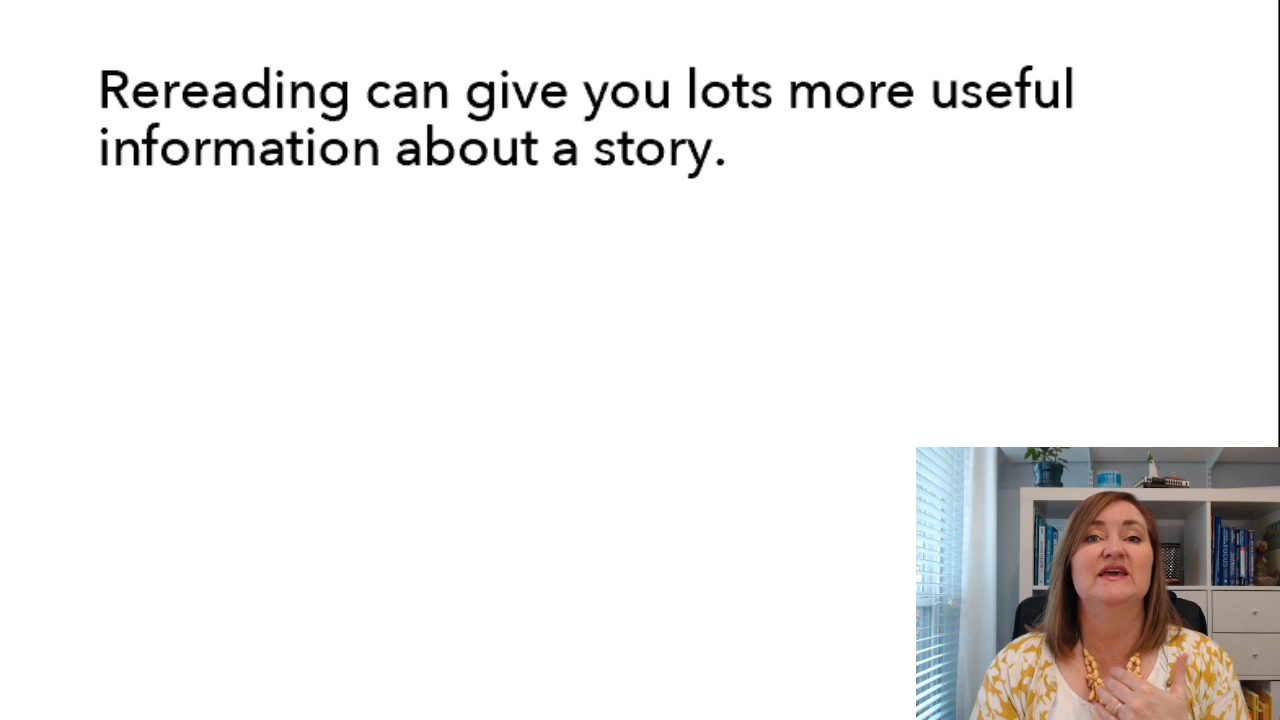 Rereading can give you lots more useful
information about a story.